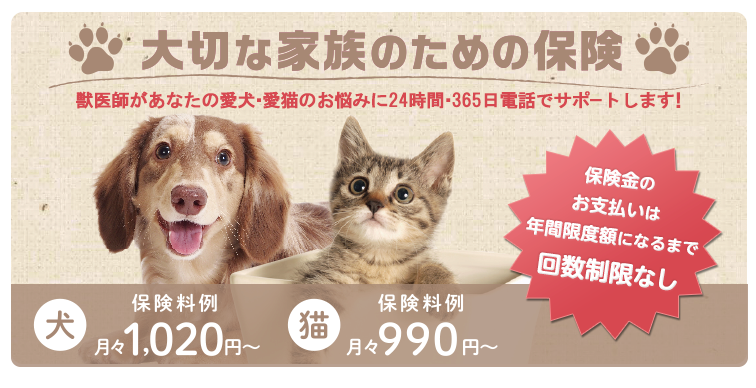 大切な家族のための保険
獣医師があなたの愛犬・愛猫のお悩みに24時間・365日電話でサポートします!
保険金の
お支払いは
年間限度額になるまで
回数制限なし
犬
保険料例
月々1,020円〜
猫
保険料例
月々990円〜